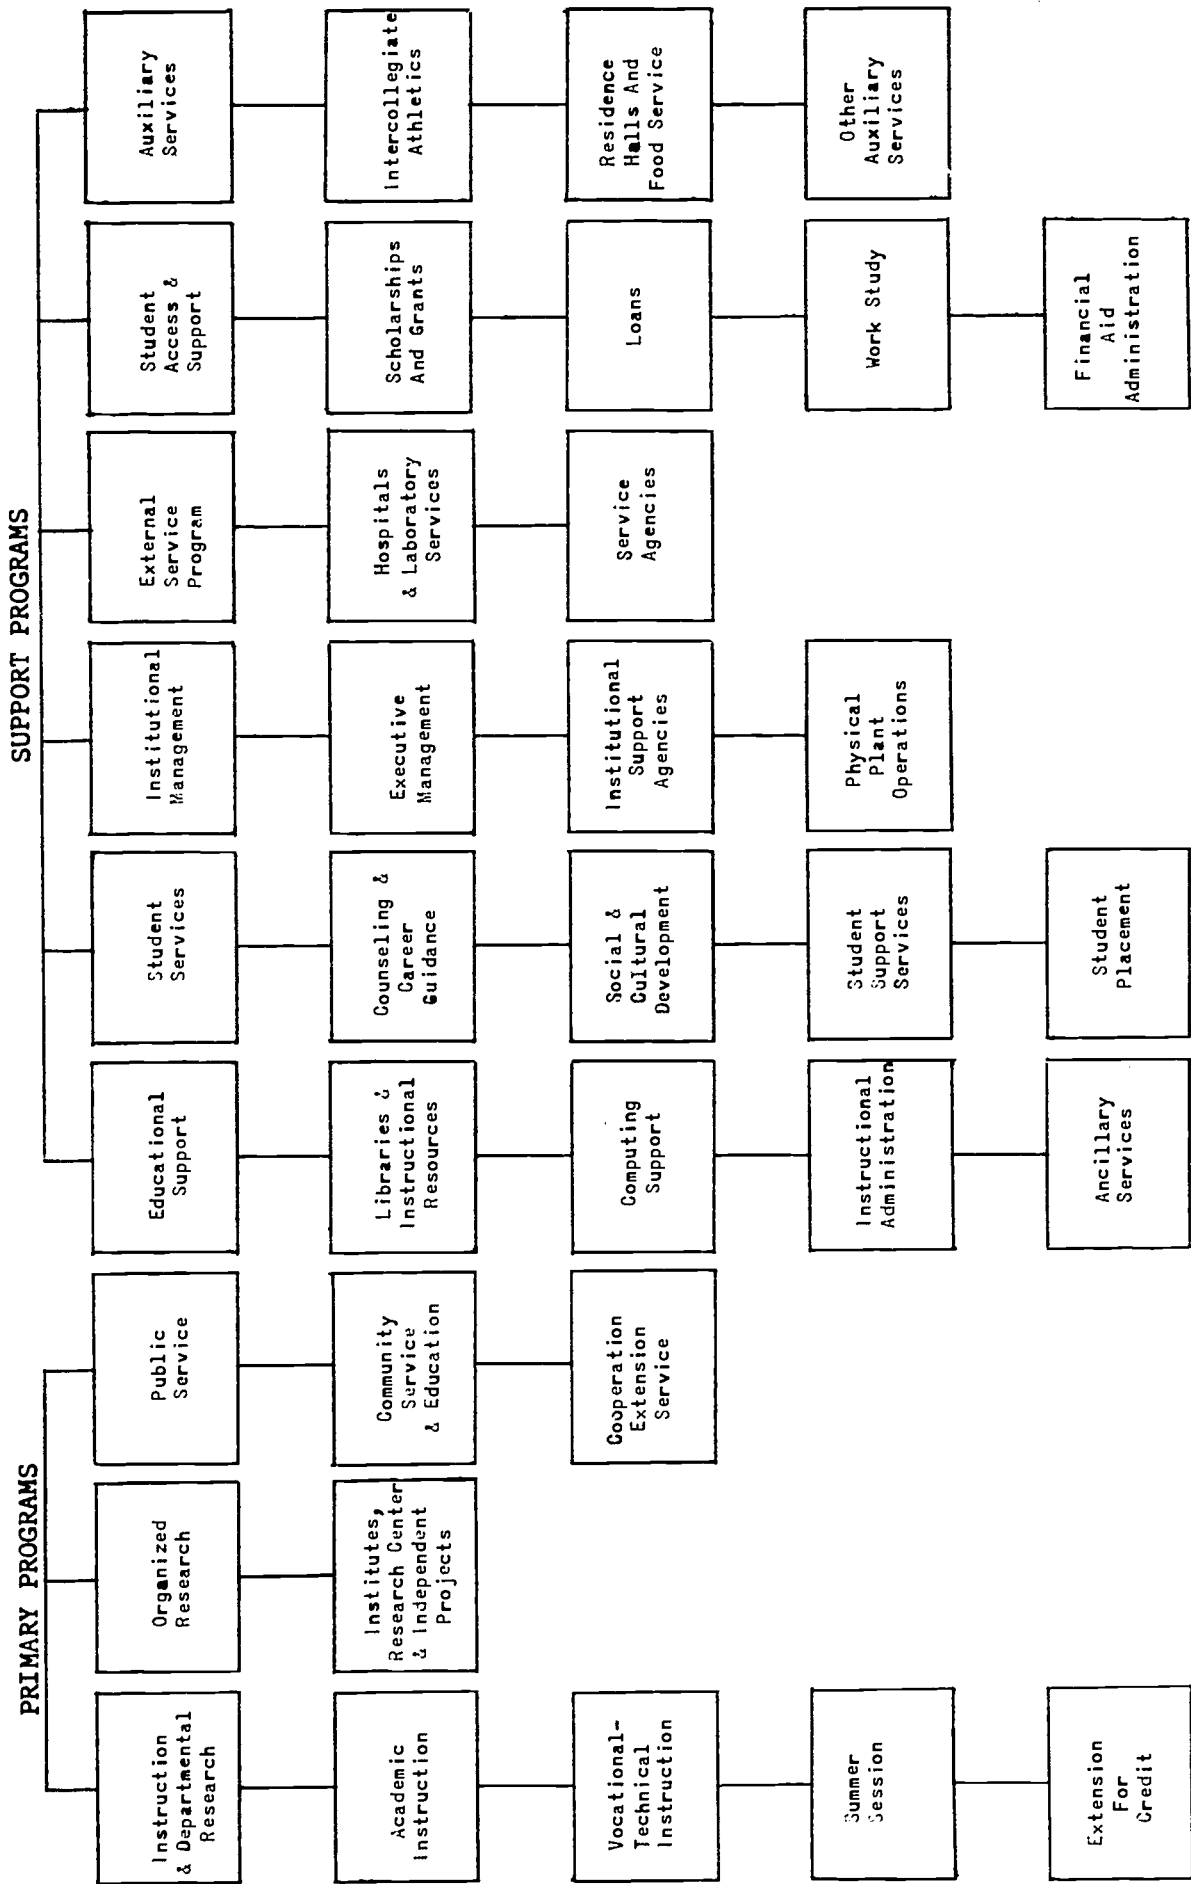 PRIMARY PROGRAMS
Instruction
& Departmental
Research
Academic
Instruction
Vocational-
Technical
Instruction
Summer
Session
Extension
For
Credit
Organized
Research
Institutes,
Research Center
& Independent
Projects
Public
Service
Community
Service
& Education
Cooperation
Extension
Service
SUPPORT PROGRAMS
Educational
Support
Libraries &
Instructional
Resources
Computing
Support
Instructional
Administration
Ancillary
Services
Student
Services
Counseling &
Career
Guidance
Social &
Cultural
Development
Student
Support
Services
Student
Placement
Institutional
Management
Executive
Management
Institutional
Support
Agencies
Physical
Plant
Operations
External
Service
Program
Hospitals
& Laboratory
Services
Service
Agencies
Student
Access &
Support
Scholarships
And Grants
Loans
Work Study
Financial
Aid
Administration
Auxiliary
Services
Intercollegiate
Athletics
Residence
Halls And
Food Service
Other
Auxiliary
Services